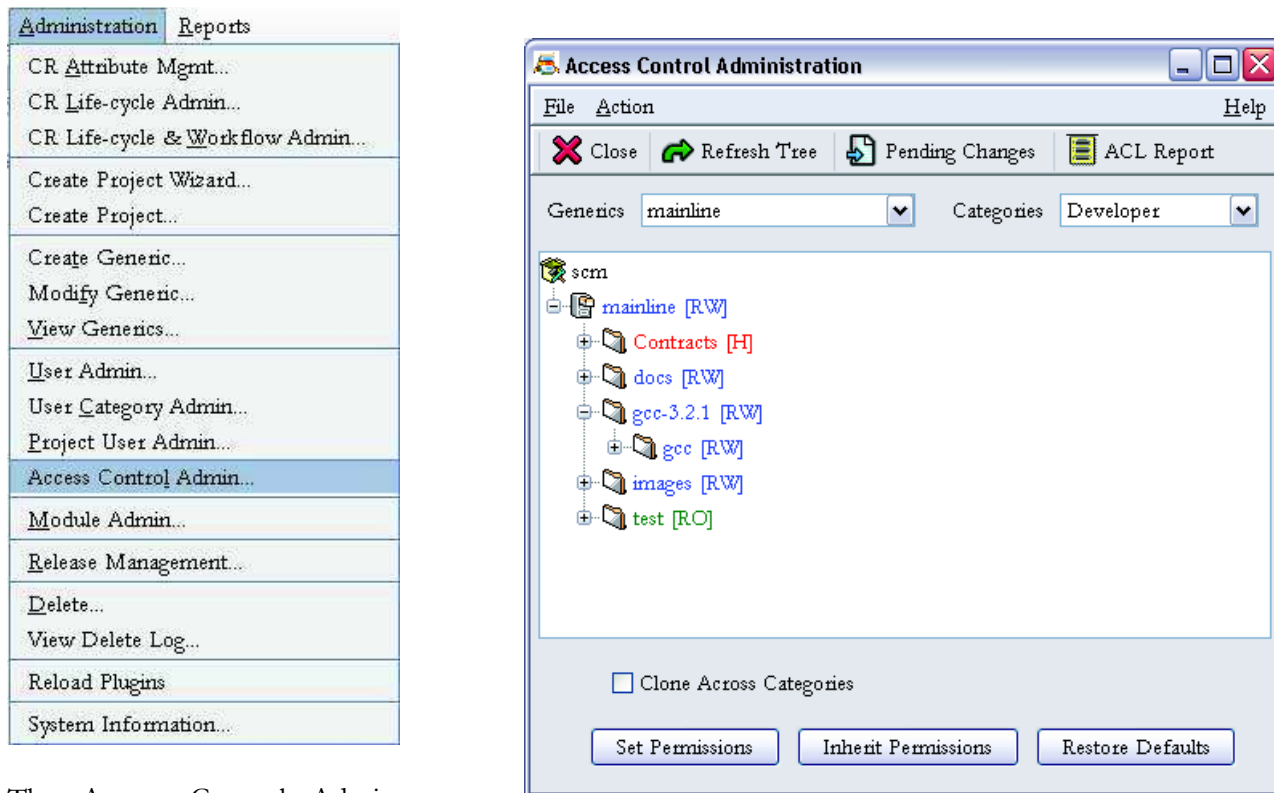 Administration Reports
CR Attribute Mgmt...
CR Life-cycle Admin...
CR Life-cycle & Workflow Admin...
Create Project Wizard...
Create Project...
Create Generic...
Modify Generic...
View Generics...
User Admin...
User Category Admin...
Project User Admin...
Access Control Admin...
Module Admin...
Release Management...
Delete...
View Delete Log...
Reload Plugins
System Information...
Access Control Administration
File Action Help
Close Refresh Tree Pending Changes ACL Report
Generics mainline Categories Developer
scm
mainline [RW]
Contracts [H]
docs [RW]
gcc-3.2.1 [RW]
gcc [RW]
images [RW]
test [RO]
Clone Across Categories
Set Permissions Inherit Permissions Restore Defaults